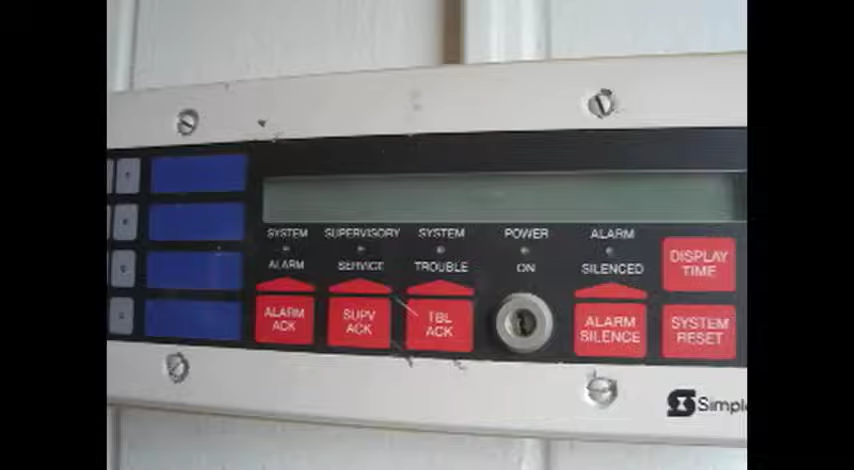 SYSTEM SUPERVISORY SYSTEM POWER ALARM
ALARM SERVICE TROUBLE ON SILENCED
DISPLAY
TIME
ALARM
ACK
SUPV
ACK
TBL
ACK
ALARM
SILENCE
SYSTEM
RESET
Simple